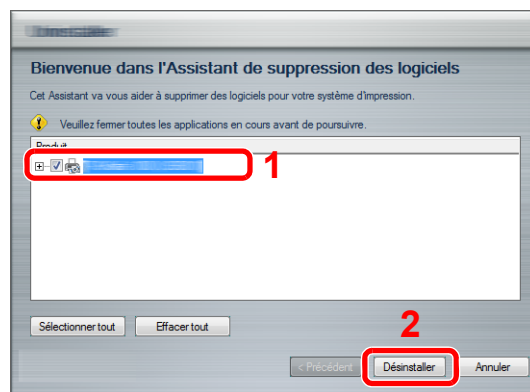 Bienvenue dans l'Assistant de suppression des logiciels
Cet Assistant va vous aider à supprimer des logiciels pour votre système d'impression.
Veuillez fermer toutes les applications en cours avant de poursuivre.
Produit
1
Sélectionner tout
Effacer tout
2
< Précédent
Désinstaller
Annuler